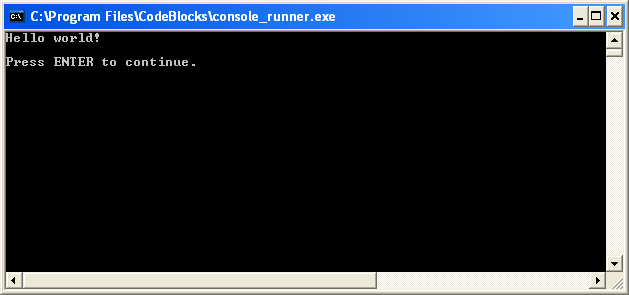 C:\Program Files\CodeBlocks\console_runner.exe
Hello world!
Press ENTER to continue.